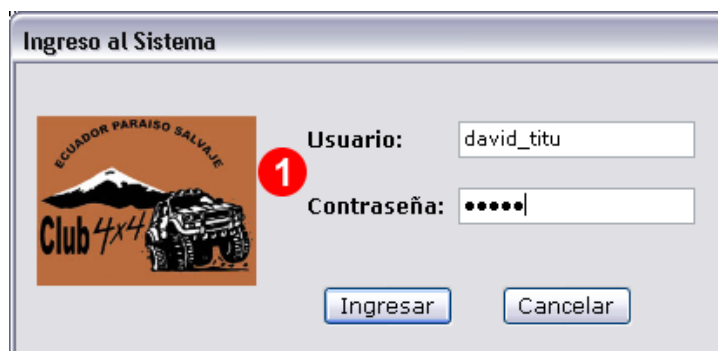 Ingreso al Sistema
ECUADOR PARAISO SALVAJE
Club 4x4
1
Usuario: david_titu
Contraseña: •••••
Ingresar Cancelar